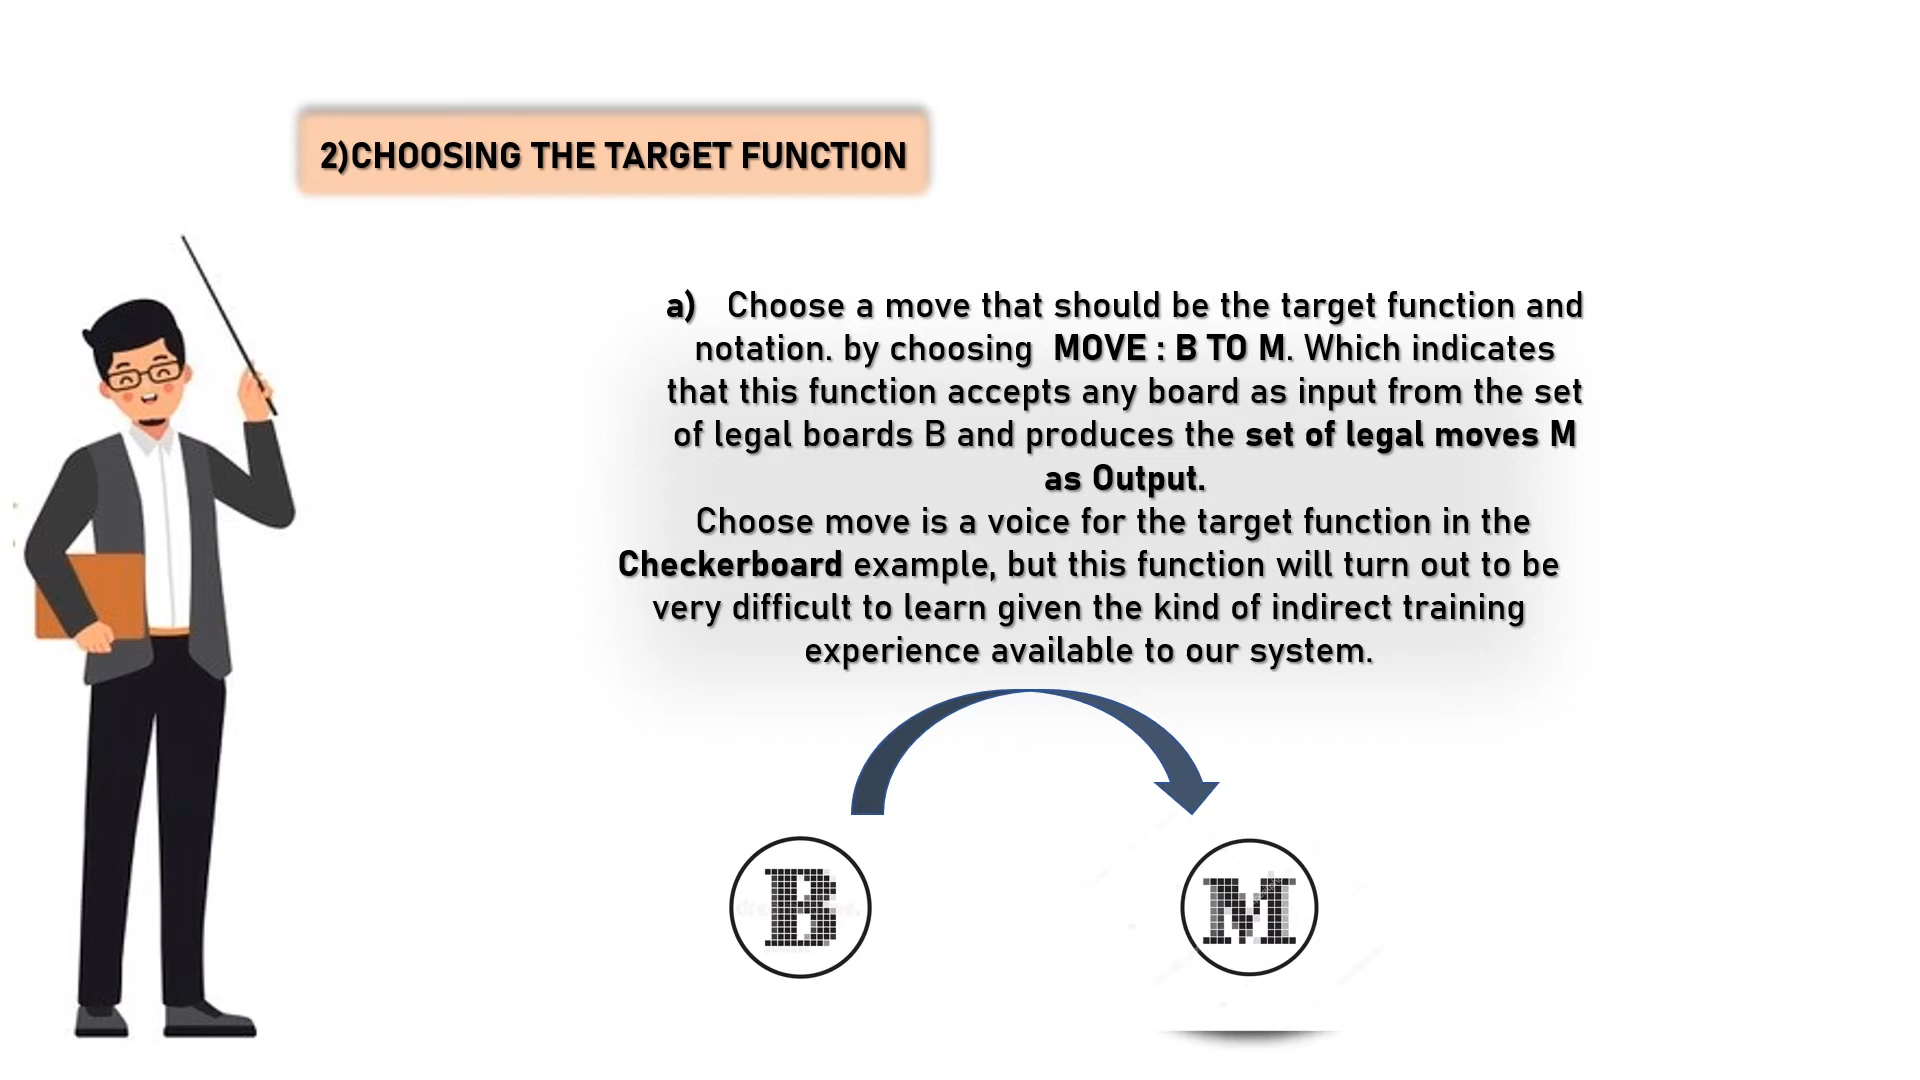 2)CHOOSING THE TARGET FUNCTION
a) Choose a move that should be the target function and
notation. by choosing MOVE : B TO M. Which indicates
that this function accepts any board as input from the set
of legal boards B and produces the set of legal moves M
as Output.
Choose move is a voice for the target function in the
Checkerboard example, but this function will turn out to be
very difficult to learn given the kind of indirect training
experience available to our system.
B
M